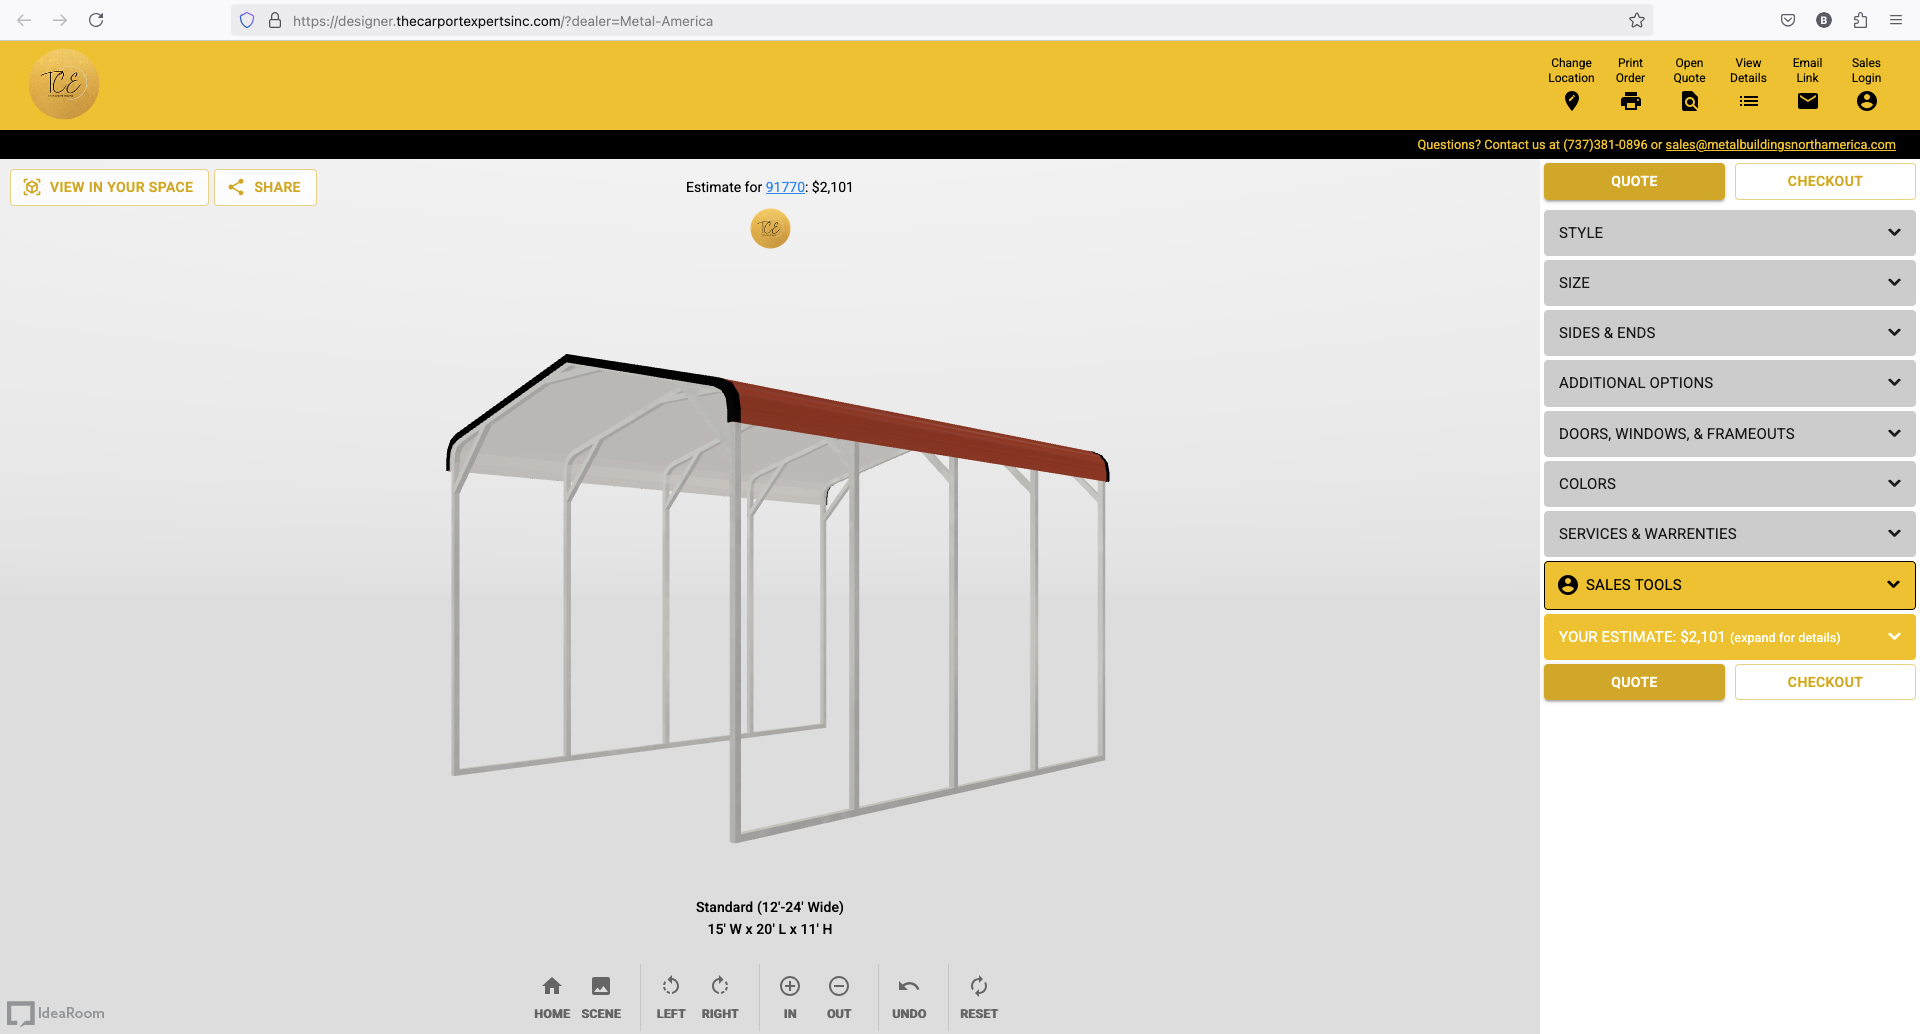 https://designer.thecarportexpertsinc.com/?dealer=Metal-America
B
TCE
Change Location
Print Order
Open Quote
View Details
Email Link
Sales Login
Questions? Contact us at (737)381-0896 or sales@metalbuildingsnorthamerica.com
VIEW IN YOUR SPACE
SHARE
Estimate for 91770: $2,101
TCE
QUOTE
CHECKOUT
STYLE
SIZE
SIDES & ENDS
ADDITIONAL OPTIONS
DOORS, WINDOWS, & FRAMEOUTS
COLORS
SERVICES & WARRENTIES
SALES TOOLS
YOUR ESTIMATE: $2,101 (expand for details)
QUOTE
CHECKOUT
Standard (12'-24' Wide)
15' W x 20' L x 11' H
HOME
SCENE
LEFT
RIGHT
IN
OUT
UNDO
RESET
IdeaRoom